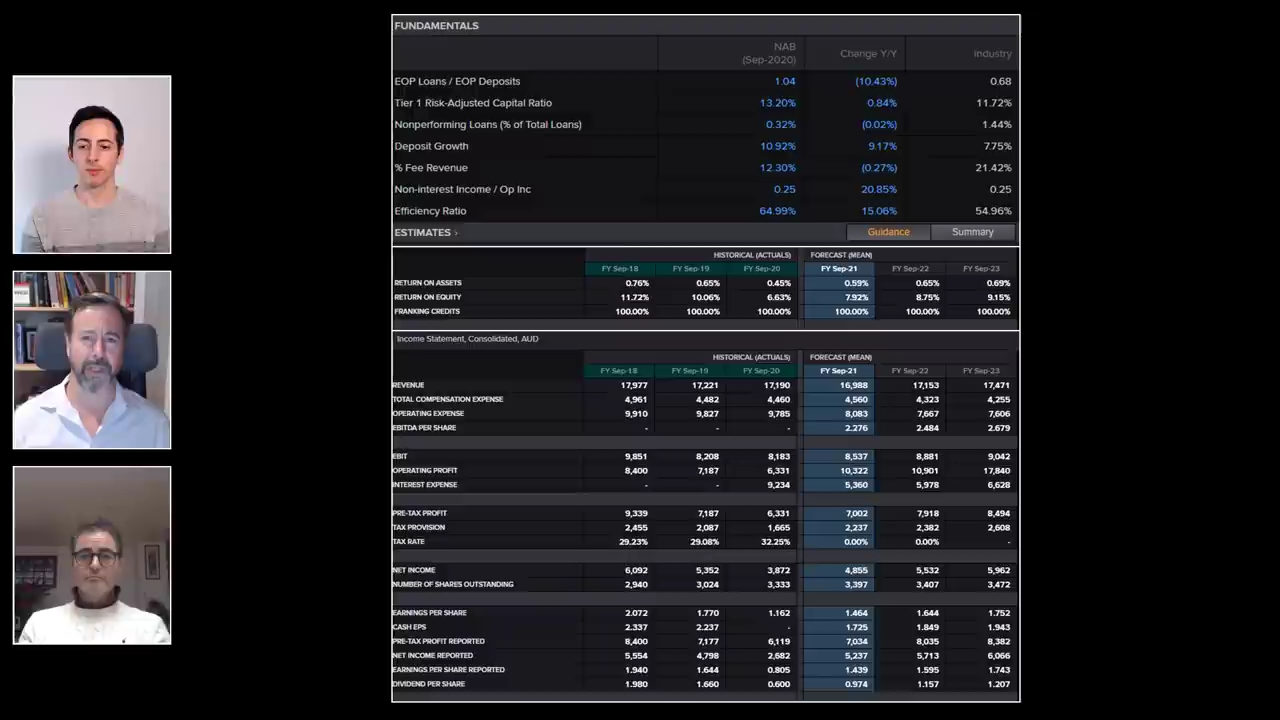 FUNDAMENTALS
NAB (Sep-2020) Change Y/Y Industry
EOP Loans / EOP Deposits 1.04 (10.43%) 0.68
Tier 1 Risk-Adjusted Capital Ratio 13.20% 0.84% 11.72%
Nonperforming Loans (% of Total Loans) 0.32% (0.02%) 1.44%
Deposit Growth 10.92% 9.17% 7.75%
% Fee Revenue 12.30% (0.27%) 21.42%
Non-interest Income / Op Inc 0.25 20.85% 0.25
Efficiency Ratio 64.99% 15.06% 54.96%
ESTIMATES › Guidance Summary
HISTORICAL (ACTUALS) FORECAST (MEAN)
FY Sep-18 FY Sep-19 FY Sep-20 FY Sep-21 FY Sep-22 FY Sep-23
RETURN ON ASSETS 0.76% 0.65% 0.45% 0.59% 0.65% 0.69%
RETURN ON EQUITY 11.72% 10.06% 6.63% 7.92% 8.75% 9.15%
FRANKING CREDITS 100.00% 100.00% 100.00% 100.00% 100.00% 100.00%
Income Statement, Consolidated, AUD
HISTORICAL (ACTUALS) FORECAST (MEAN)
FY Sep-18 FY Sep-19 FY Sep-20 FY Sep-21 FY Sep-22 FY Sep-23
REVENUE 17,977 17,221 17,190 16,988 17,153 17,471
TOTAL COMPENSATION EXPENSE 4,961 4,482 4,460 4,560 4,323 4,255
OPERATING EXPENSE 9,910 9,827 9,785 8,083 7,667 7,606
EBITDA PER SHARE - - - 2.276 2.484 2.679
EBIT 9,851 8,208 8,183 8,537 8,881 9,042
OPERATING PROFIT 8,400 7,187 6,331 10,322 10,901 17,840
INTEREST EXPENSE - - 9,234 5,360 5,978 6,628
PRE-TAX PROFIT 9,339 7,187 6,331 7,002 7,918 8,494
TAX PROVISION 2,455 2,087 1,665 2,237 2,382 2,608
TAX RATE 29.23% 29.08% 32.25% 0.00% 0.00% -
NET INCOME 6,092 5,352 3,872 4,855 5,532 5,962
NUMBER OF SHARES OUTSTANDING 2,940 3,024 3,333 3,397 3,407 3,472
EARNINGS PER SHARE 2.072 1.770 1.162 1.464 1.644 1.752
CASH EPS 2.337 2.237 - 1.725 1.849 1.943
PRE-TAX PROFIT REPORTED 8,400 7,177 6,119 7,034 8,035 8,382
NET INCOME REPORTED 5,554 4,798 2,682 5,237 5,713 6,066
EARNINGS PER SHARE REPORTED 1.940 1.644 0.805 1.439 1.595 1.743
DIVIDEND PER SHARE 1.980 1.660 0.600 0.974 1.157 1.207